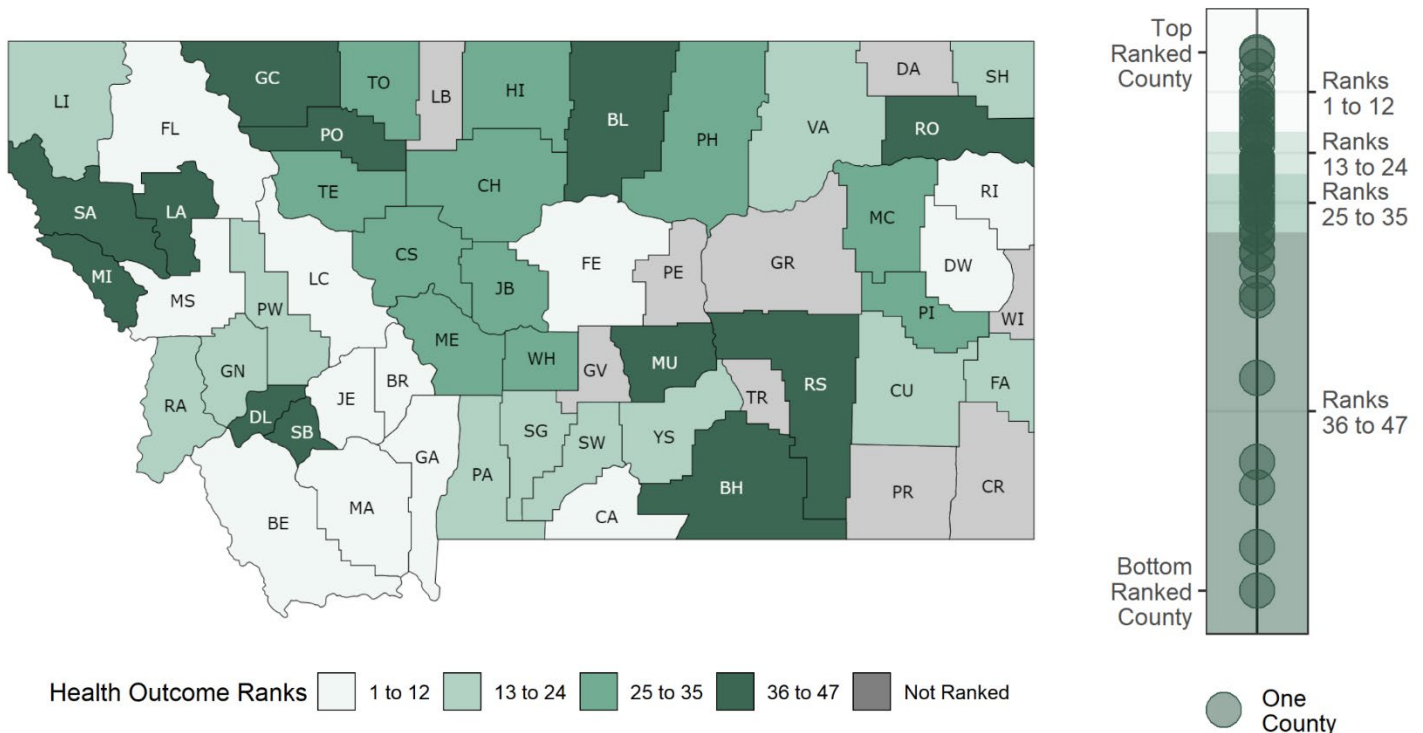 GC
TO
LB
HI
BL
PH
VA
DA
SH
LI
FL
PO
RO
TE
CH
SA
LA
MC
RI
CS
JB
FE
PE
GR
DW
MI
MS
PW
LC
WI
ME
WH
GV
MU
PI
RS
GN
BR
JE
TR
CU
FA
RA
DL
SB
GA
SG
SW
YS
PA
BH
PR
CR
BE
MA
CA
Health Outcome Ranks
1 to 12
13 to 24
25 to 35
36 to 47
Not Ranked
Top
Ranked
County
Ranks
1 to 12
Ranks
13 to 24
Ranks
25 to 35
Ranks
36 to 47
Bottom
Ranked
County
One
County